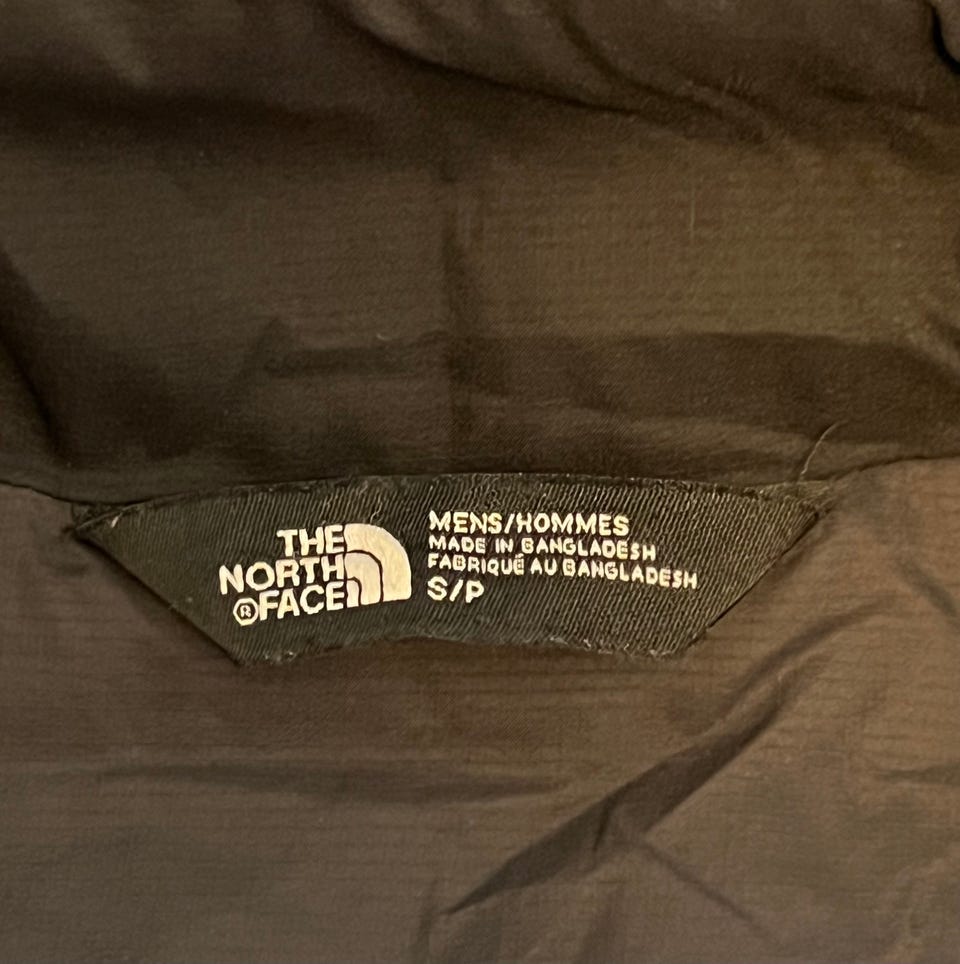 THE
NORTH
®FACE
MENS/HOMMES
MADE IN BANGLADESH
FABRIQUÉ AU BANGLADESH
S/P